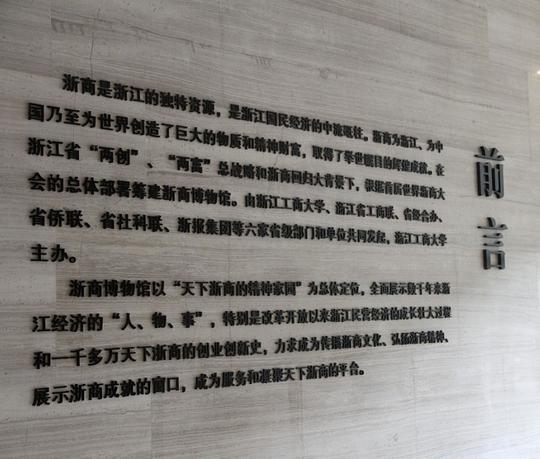 前言
浙商是浙江的独特资源，是浙江国民经济的中流砥柱。浙商为浙江、为中
国乃至为世界创造了巨大的物质和精神财富，取得了举世瞩目的辉煌成就。在
浙江省“两创”、“两富”总战略和浙商回归大背景下，根据首届世界浙商大
会的总体部署筹建浙商博物馆。由浙江工商大学、浙江省工商联、省经合办、
省侨联、省社科联、浙报集团等六家省级部门和单位共同发起，浙江工商大学
主办。
浙商博物馆以“天下浙商的精神家园”为总体定位，全面展示数千年来浙
江经济的“人、物、事”，特别是改革开放以来浙江民营经济的成长壮大过程
和一千多万天下浙商的创业创新史，力求成为传播浙商文化、弘扬浙商精神、
展示浙商成就的窗口，成为服务和凝聚天下浙商的平台。